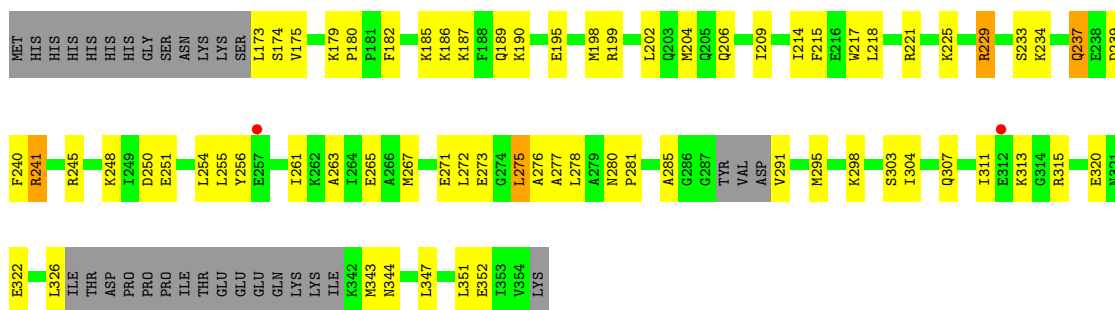 MET HIS HIS HIS HIS HIS HIS GLY SER ASN LYS LYS SER L173 S174 V175 K179 P180 P181 F182 K185 K186 K187 F188 Q189 K190 E195 M198 R199 L202 Q203 M204 Q205 Q206 I209 I214 F215 E216 W217 L218 R221 K225 R229 S233 K234 Q237 E238
F240 R241 R245 K248 I249 D250 E251 L254 L255 Y256 E257 I261 K262 A263 I264 E265 A266 M267 E271 L272 E273 G274 L275 A276 A277 L278 A279 N280 P281 A285 G286 G287 TYR VAL ASP V291 M295 K298 S303 I304 Q307 I311 E312 K313 G314 R315 E320 N321
E322 L326 ILE THR ASP PRO PRO PRO ILE THR GLU GLU GLU GLN LYS LYS ILE K342 M343 N344 L347 L351 E352 I353 V354 LYS